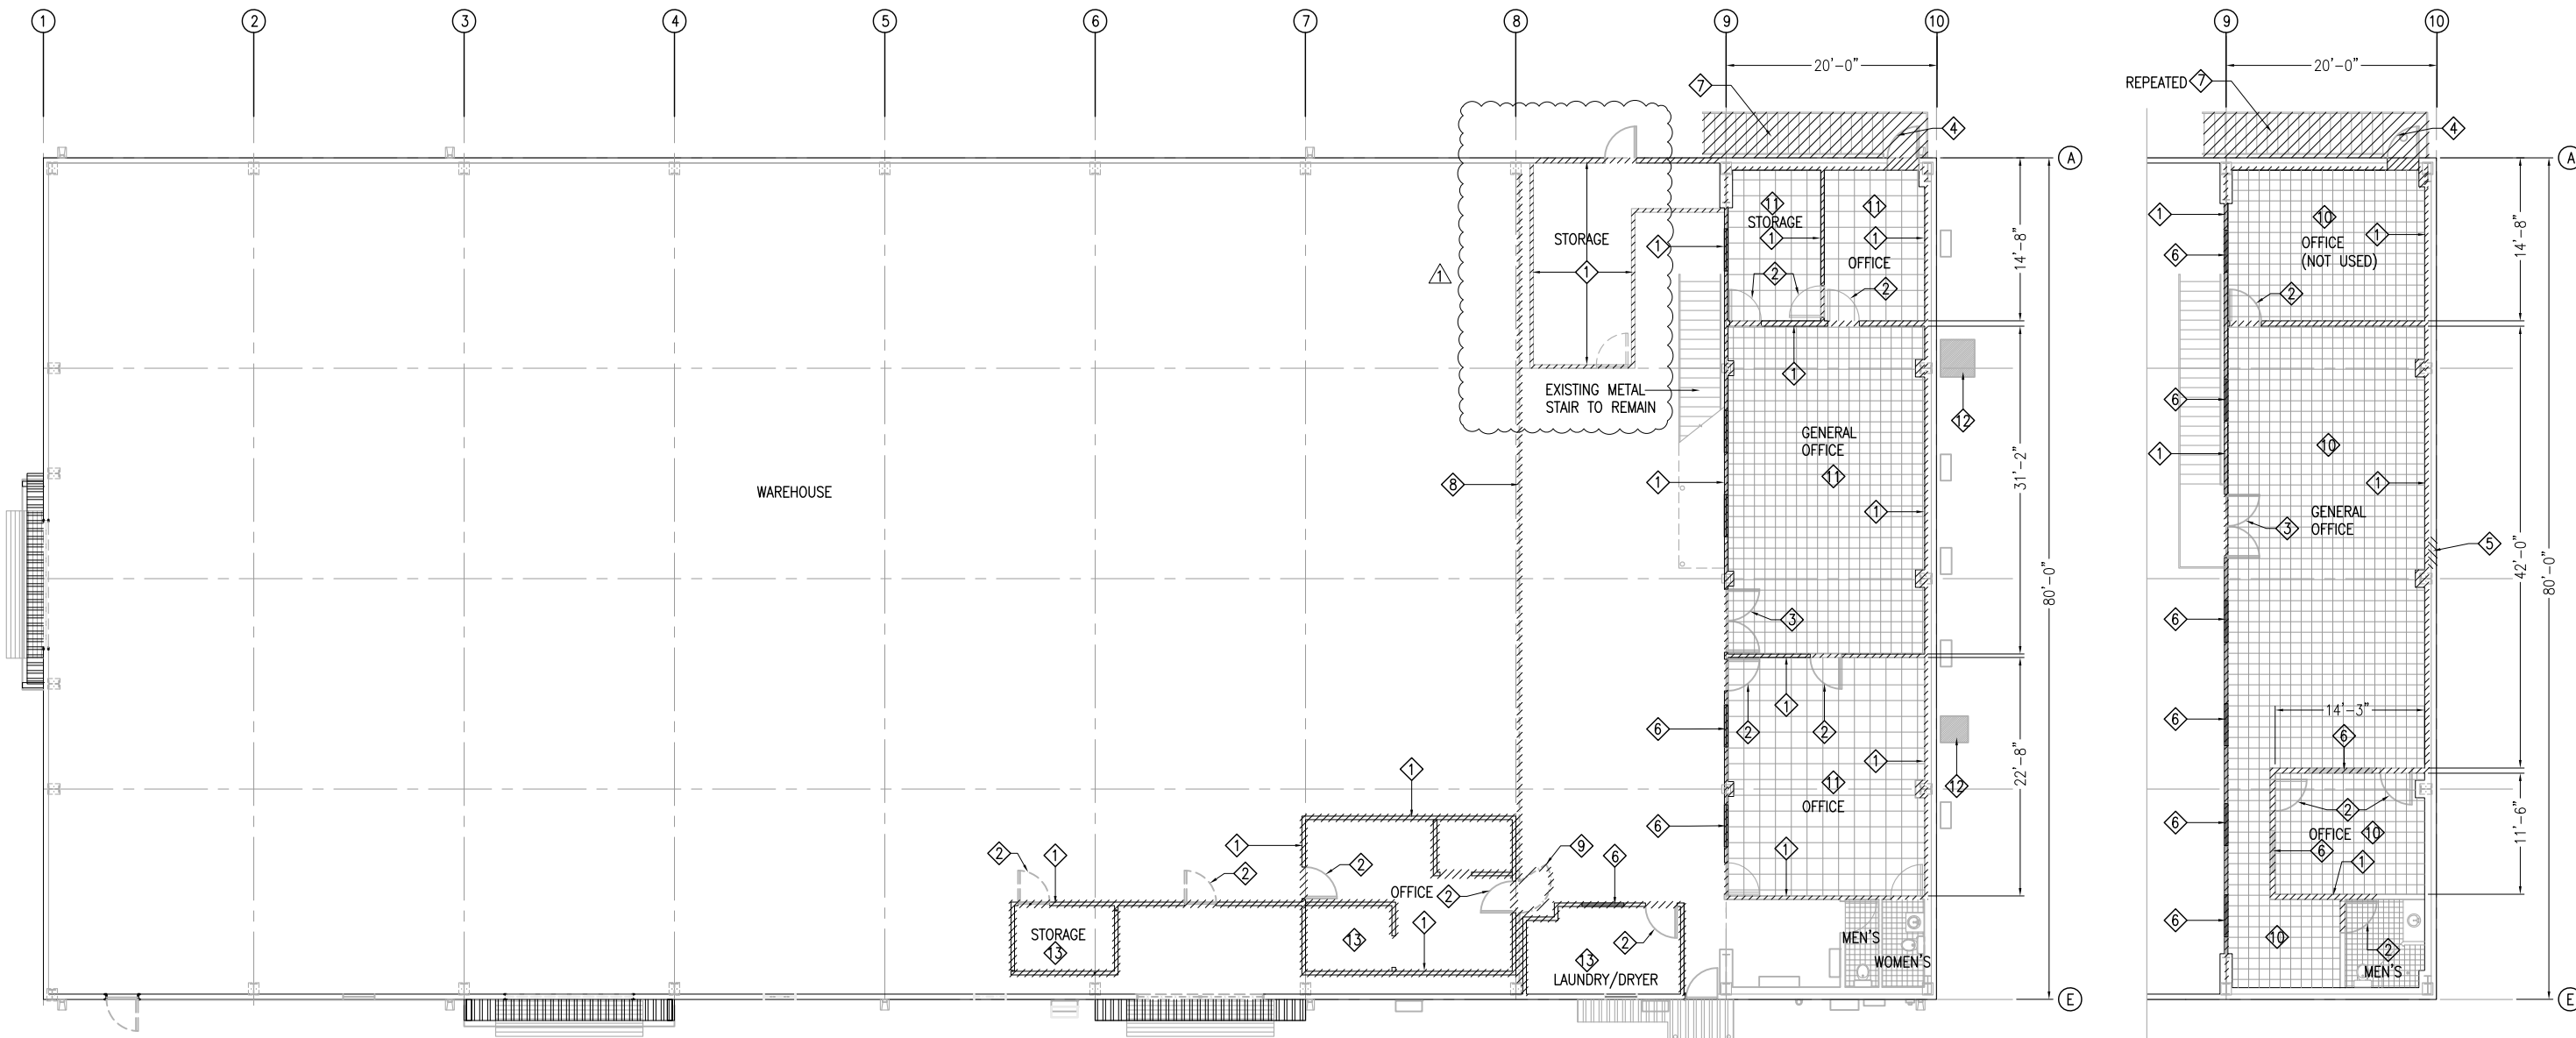 1 2 3 4 5 6 7 8 9 10 9 10
20'-0" 20'-0"
REPEATED 7
7
4
4
A
A
11 STORAGE
1
11
1
OFFICE
2
2
1
14'-8"
STORAGE
1
1
EXISTING METAL
STAIR TO REMAIN
1
12
GENERAL
OFFICE
11
1
1
31'-2"
80'-0"
WAREHOUSE
8
3
2
1
2
6
1
11
OFFICE
12
22'-8"
6
1
1
1
2
1
2
2
9
6
OFFICE
2
1
STORAGE
13
13
2
13
LAUNDRY/DRYER
MEN'S
WOMEN'S
E
1
6
10
OFFICE
(NOT USED)
1
2
14'-8"
6
1
10
1
GENERAL
OFFICE
3
5
42'-0"
80'-0"
6
14'-3"
6
6
2
OFFICE 10
6
1
6
11'-6"
6
10
2
MEN'S
E